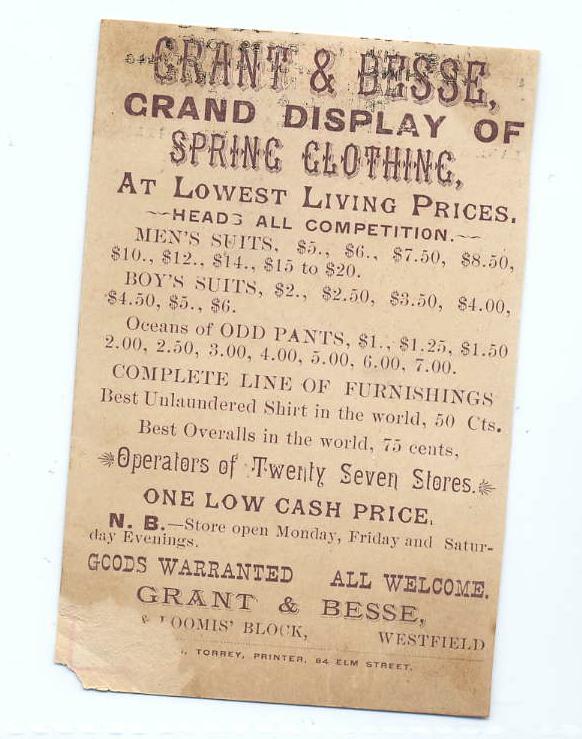 GRANT & BESSE,
GRAND DISPLAY OF
SPRING CLOTHING,
AT LOWEST LIVING PRICES.
HEADS ALL COMPETITION.
MEN'S SUITS, $5., $6., $7.50, $8.50,
$10., $12., $14., $15 to $20.
BOY'S SUITS, $2., $2.50, $3.50, $4.00,
$4.50, $5., $6.
Oceans of ODD PANTS, $1., $1.25, $1.50
2.00, 2.50, 3.00, 4.00, 5.00, 6.00, 7.00.
COMPLETE LINE OF FURNISHINGS
Best Unlaundered Shirt in the world, 50 Cts.
Best Overalls in the world, 75 cents,
Operators of Twenty Seven Stores.
ONE LOW CASH PRICE,
N. B.—Store open Monday, Friday and Satur-
day Evenings.
GOODS WARRANTED ALL WELCOME.
GRANT & BESSE,
& LOOMIS' BLOCK, WESTFIELD
TORREY, PRINTER, 84 ELM STREET.